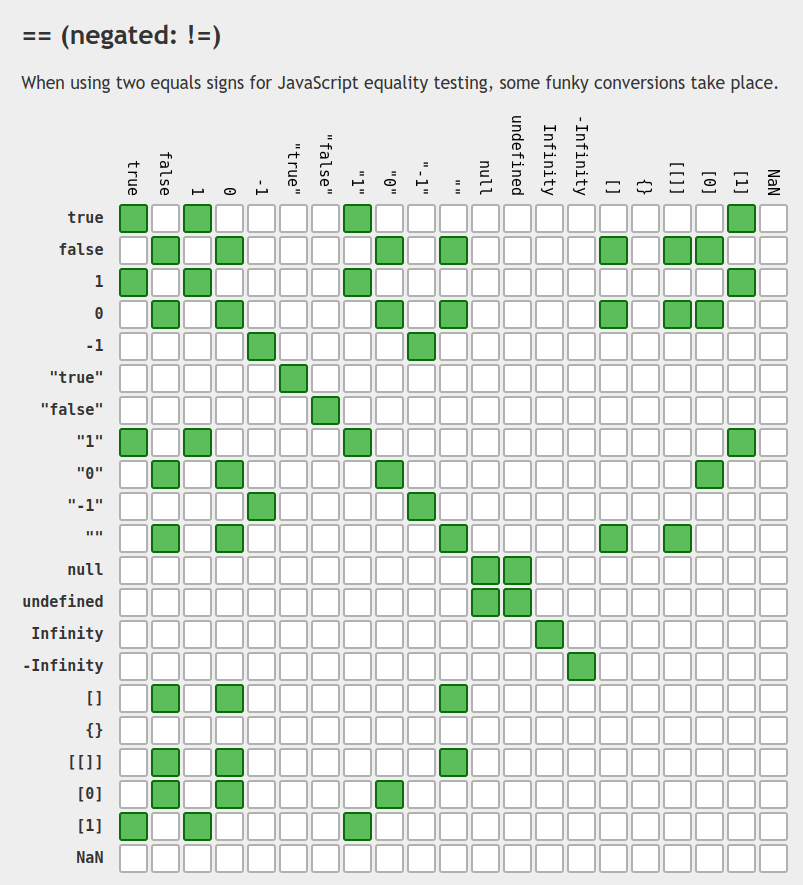 == (negated: !=)
When using two equals signs for JavaScript equality testing, some funky conversions take place.
true
false
1
0
-1
"true"
"false"
"1"
"0"
"-1"
""
null
undefined
Infinity
-Infinity
[]
{}
[[]]
[0]
[1]
NaN
true
false
1
0
-1
"true"
"false"
"1"
"0"
"-1"
""
null
undefined
Infinity
-Infinity
[]
{}
[[]]
[0]
[1]
NaN